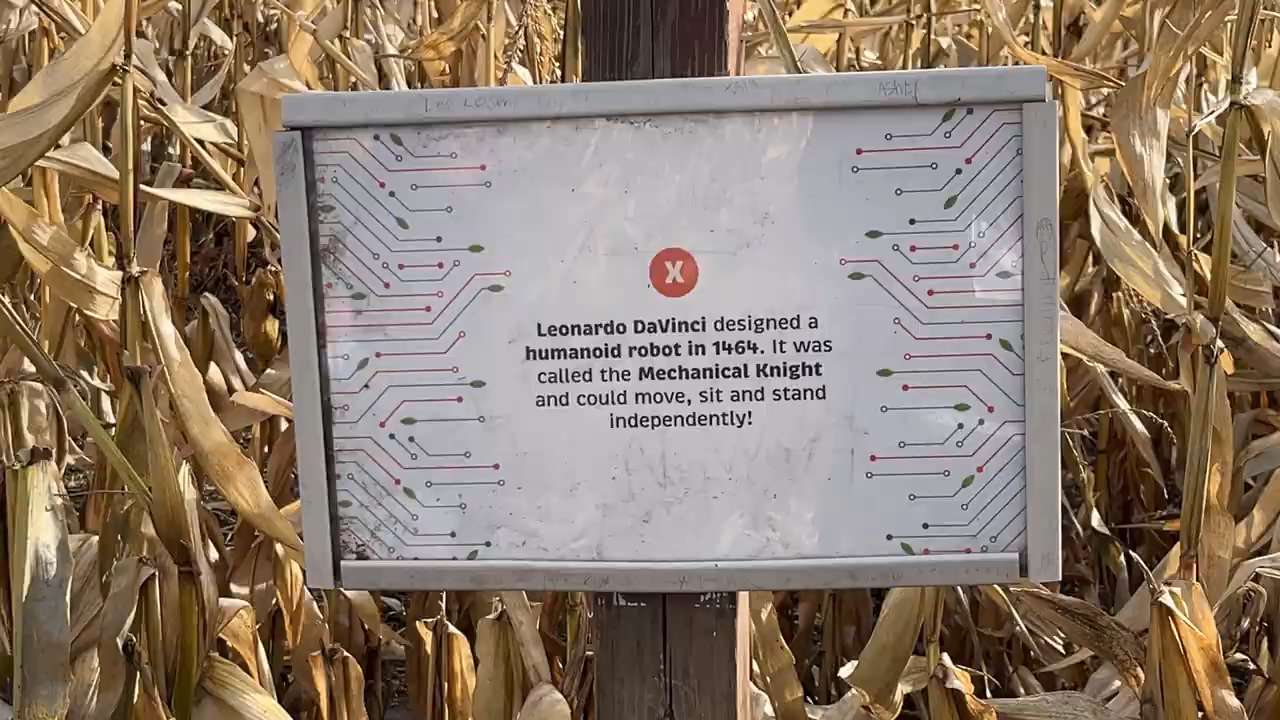 X
Leonardo DaVinci designed a
humanoid robot in 1464. It was
called the Mechanical Knight
and could move, sit and stand
independently!